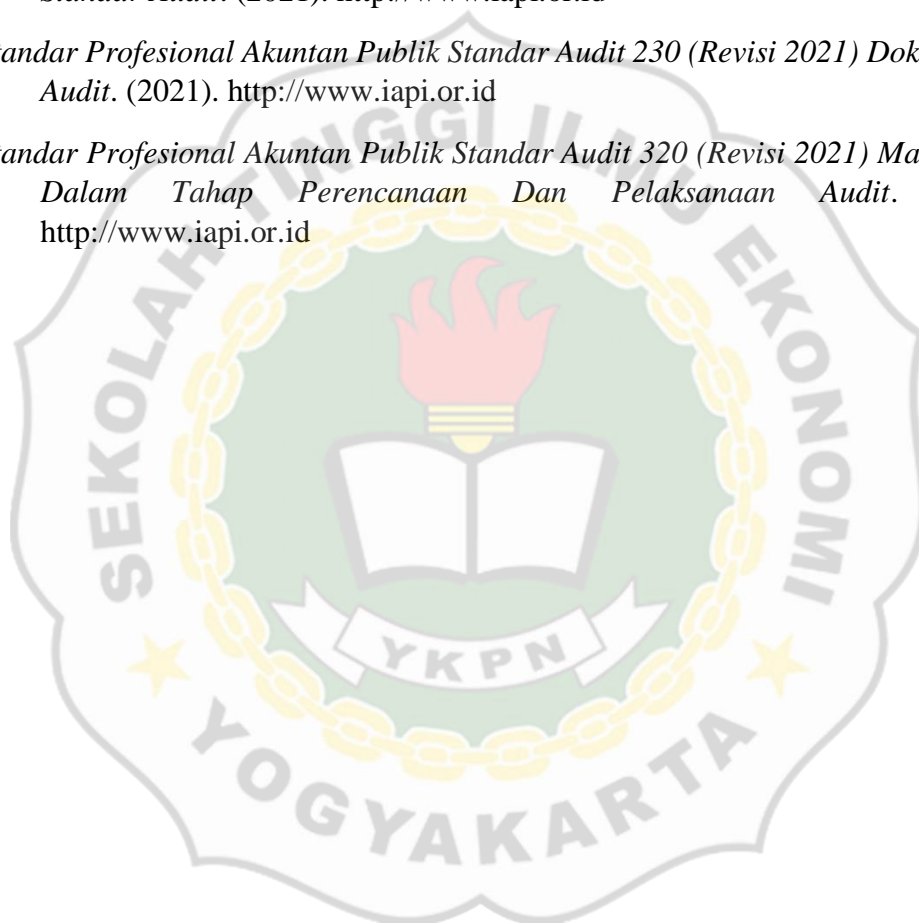 Standar Audit. (2021). http://www.iapi.or.id
tandar Profesional Akuntan Publik Standar Audit 230 (Revisi 2021) Dok
Audit. (2021). http://www.iapi.or.id
tandar Profesional Akuntan Publik Standar Audit 320 (Revisi 2021) Ma
Dalam Tahap Perencanaan Dan Pelaksanaan Audit.
http://www.iapi.or.id
SEKOLAH TINGGI ILMU EKONOMI
YKPN
YOGYAKARTA